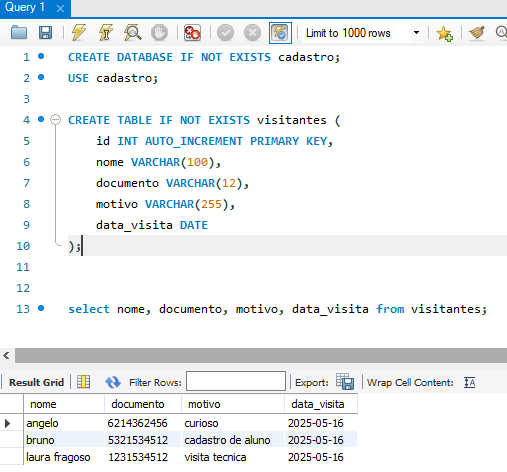 Query 1
Limit to 1000 rows
1 CREATE DATABASE IF NOT EXISTS cadastro;
2 USE cadastro;
3
4 CREATE TABLE IF NOT EXISTS visitantes (
5 id INT AUTO_INCREMENT PRIMARY KEY,
6 nome VARCHAR(100),
7 documento VARCHAR(12),
8 motivo VARCHAR(255),
9 data_visita DATE
10 );
11
12
13 select nome, documento, motivo, data_visita from visitantes;
Result Grid Filter Rows: Export: Wrap Cell Content:
nome documento motivo data_visita
angelo 6214362456 curioso 2025-05-16
bruno 5321534512 cadastro de aluno 2025-05-16
laura fragoso 1231534512 visita tecnica 2025-05-16